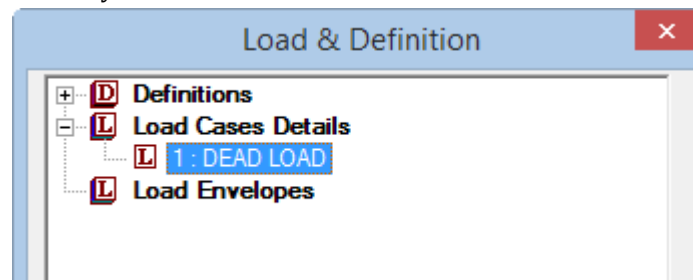 Load & Definition
D Definitions
L Load Cases Details
L 1 : DEAD LOAD
L Load Envelopes